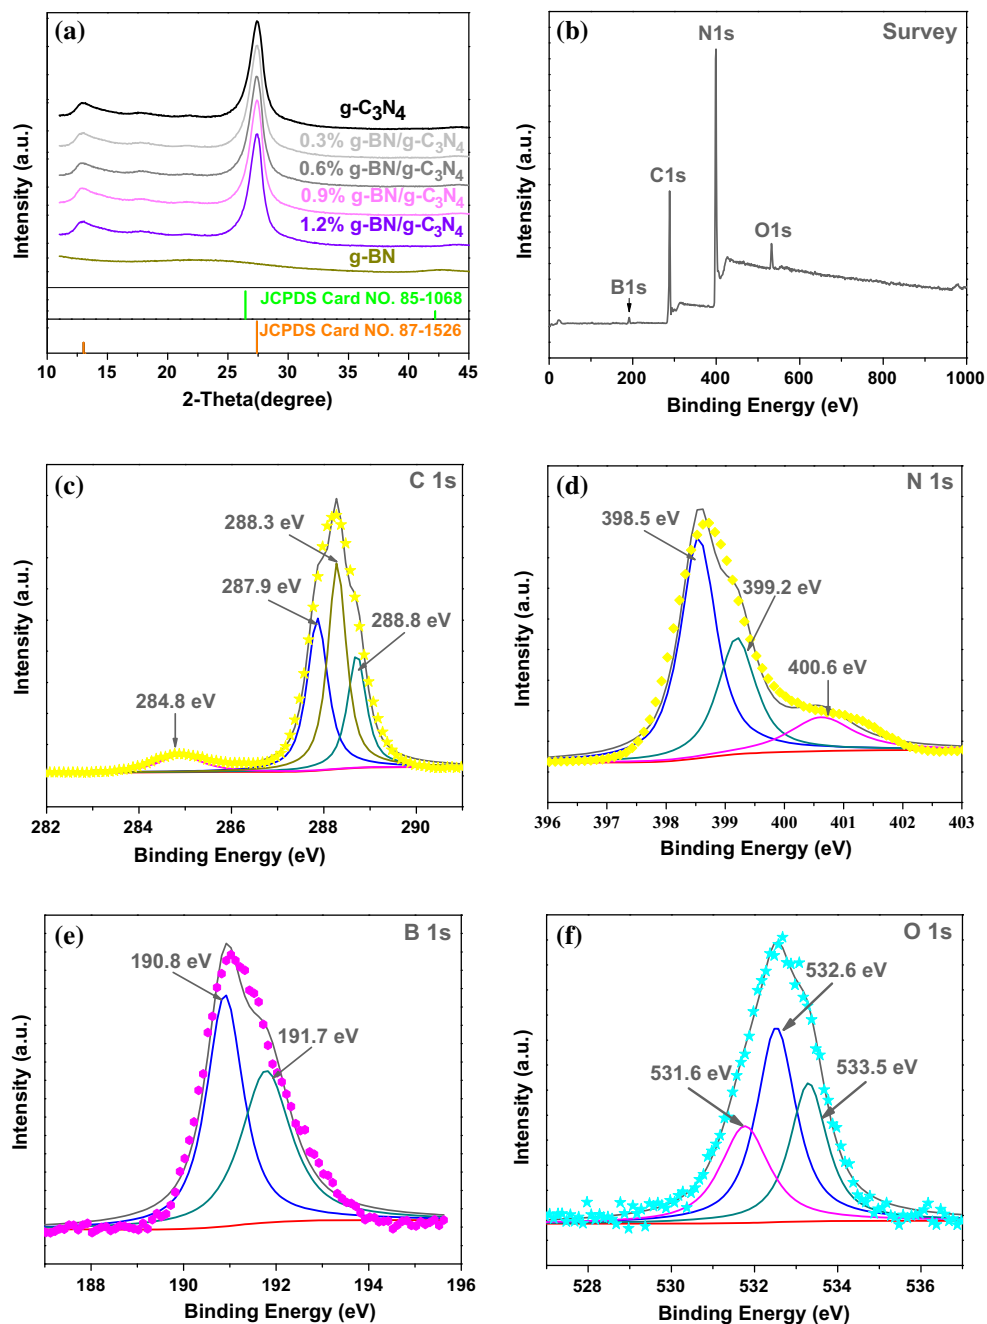 (a)
g-C3N4
0.3% g-BN/g-C3N4
0.6% g-BN/g-C3N4
0.9% g-BN/g-C3N4
1.2% g-BN/g-C3N4
g-BN
JCPDS Card NO. 85-1068
JCPDS Card NO. 87-1526
10 15 20 25 30 35 40 45
2-Theta(degree)
Intensity (a.u.)
(b)
Survey
N1s
C1s
O1s
B1s
0 200 400 600 800 1000
Binding Energy (eV)
Intensity (a.u.)
(c)
C 1s
288.3 eV
287.9 eV
288.8 eV
284.8 eV
282 284 286 288 290
Binding Energy (eV)
Intensity (a.u.)
(d)
N 1s
398.5 eV
399.2 eV
400.6 eV
396 397 398 399 400 401 402 403
Binding Energy (eV)
Intensity (a.u.)
(e)
B 1s
190.8 eV
191.7 eV
188 190 192 194 196
Binding Energy (eV)
Intensity (a.u.)
(f)
O 1s
532.6 eV
531.6 eV
533.5 eV
528 530 532 534 536
Binding Energy (eV)
Intensity (a.u.)